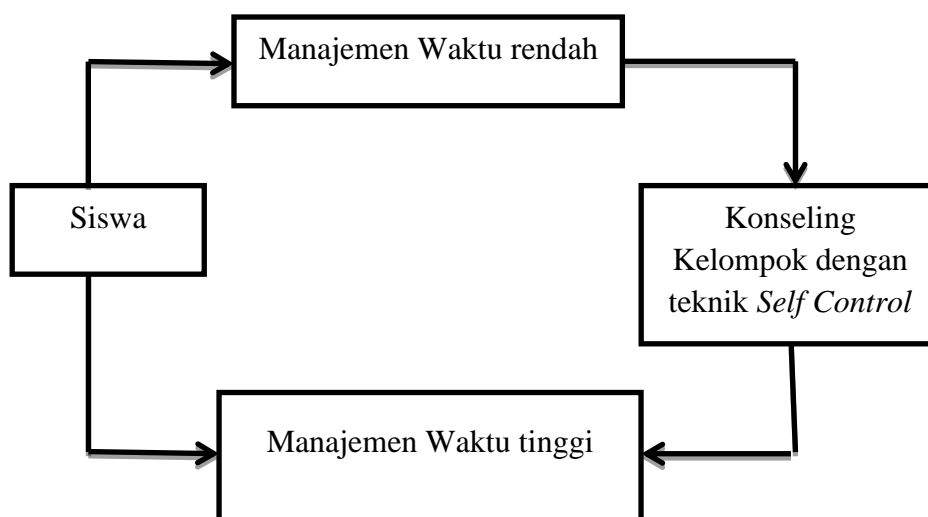 Manajemen Waktu rendah
Siswa
Konseling
Kelompok dengan
teknik Self Control
Manajemen Waktu tinggi